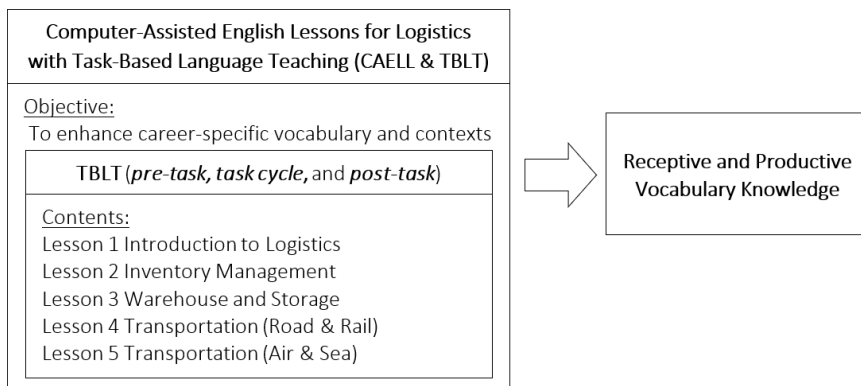 Computer-Assisted English Lessons for Logistics
with Task-Based Language Teaching (CAELL & TBLT)
Objective:
To enhance career-specific vocabulary and contexts
TBLT (pre-task, task cycle, and post-task)
Contents:
Lesson 1 Introduction to Logistics
Lesson 2 Inventory Management
Lesson 3 Warehouse and Storage
Lesson 4 Transportation (Road & Rail)
Lesson 5 Transportation (Air & Sea)
Receptive and Productive
Vocabulary Knowledge